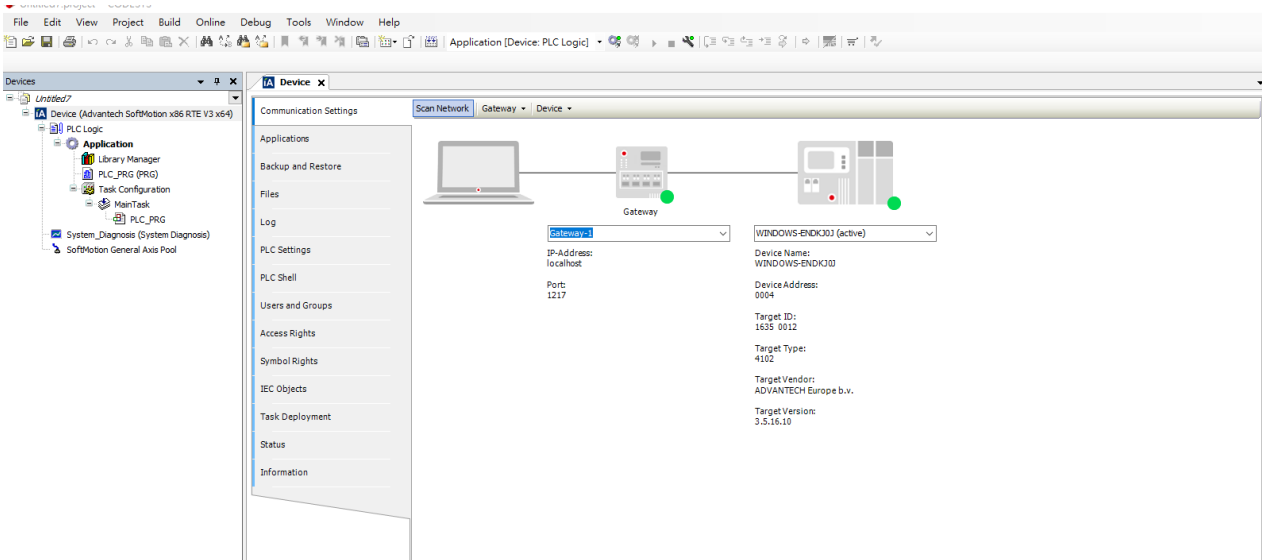 File Edit View Project Build Online Debug Tools Window Help
Application [Device: PLC Logic]
Devices
Device
Untitled7
Device (Advantech SoftMotion x86 RTE V3 x64)
PLC Logic
Application
Library Manager
PLC_PRG (PRG)
Task Configuration
MainTask
PLC_PRG
System_Diagnosis (System Diagnosis)
SoftMotion General Axis Pool
Communication Settings
Applications
Backup and Restore
Files
Log
PLC Settings
PLC Shell
Users and Groups
Access Rights
Symbol Rights
IEC Objects
Task Deployment
Status
Information
Scan Network Gateway Device
Gateway
Gateway-1
IP-Address:
localhost
Port:
1217
WINDOWS-ENDKJ0J (active)
Device Name:
WINDOWS-ENDKJ0J
Device Address:
0004
Target ID:
1635 0012
Target Type:
4102
Target Vendor:
ADVANTECH Europe b.v.
Target Version:
3.5.16.10